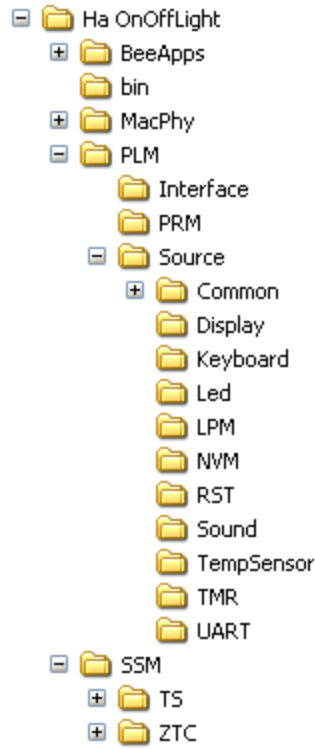 Ha OnOffLight
BeeApps
bin
MacPhy
PLM
Interface
PRM
Source
Common
Display
Keyboard
Led
LPM
NVM
RST
Sound
TempSensor
TMR
UART
SSM
TS
ZTC